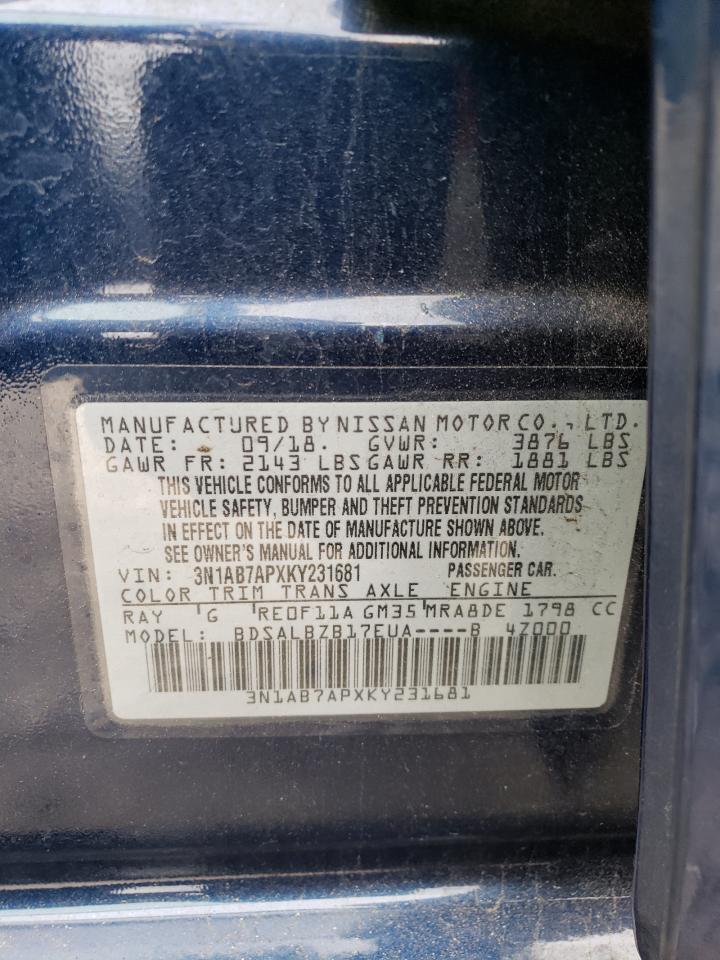 MANUFACTURED BY NISSAN MOTOR CO., LTD.
DATE: 09/18. GVWR: 3876 LBS
GAWR FR: 2143 LBS GAWR RR: 1881 LBS
THIS VEHICLE CONFORMS TO ALL APPLICABLE FEDERAL MOTOR
VEHICLE SAFETY, BUMPER AND THEFT PREVENTION STANDARDS
IN EFFECT ON THE DATE OF MANUFACTURE SHOWN ABOVE.
SEE OWNER'S MANUAL FOR ADDITIONAL INFORMATION.
VIN: 3N1AB7APXKY231681 PASSENGER CAR.
COLOR TRIM TRANS AXLE ENGINE
RAY G RE0F11A GM35 MRA8DE 1798 CC
MODEL: BDSALBZB17EUA----B 4Z000
3N1AB7APXKY231681